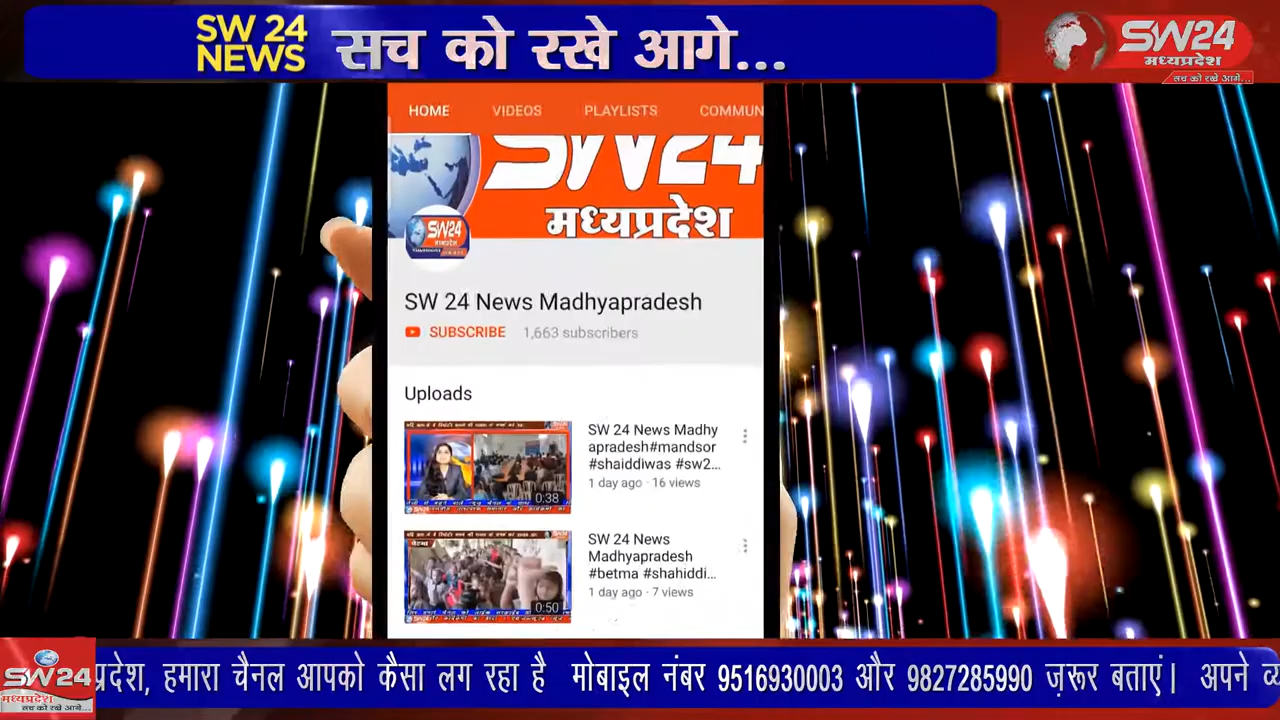 SW 24
NEWS
सच को रखे आगे...
SW24
मध्यप्रदेश
सच को रखे आगे...
HOME VIDEOS PLAYLISTS COMMUN
SW24
मध्यप्रदेश
SW24
SW 24 News Madhyapradesh
SUBSCRIBE 1,663 subscribers
Uploads
SW 24 News Madhy
apradesh#mandsor
#shaiddiwas #sw2...
1 day ago · 16 views
0:38
SW 24 News
Madhyapradesh
#betma #shahiddi...
1 day ago · 7 views
बेटमा
0:50
SW24
मध्यप्रदेश
सच को रखे आगे...
प्रदेश, हमारा चैनल आपको कैसा लग रहा है मोबाइल नंबर 9516930003 और 9827285990 ज़रूर बताएं। अपने व्य